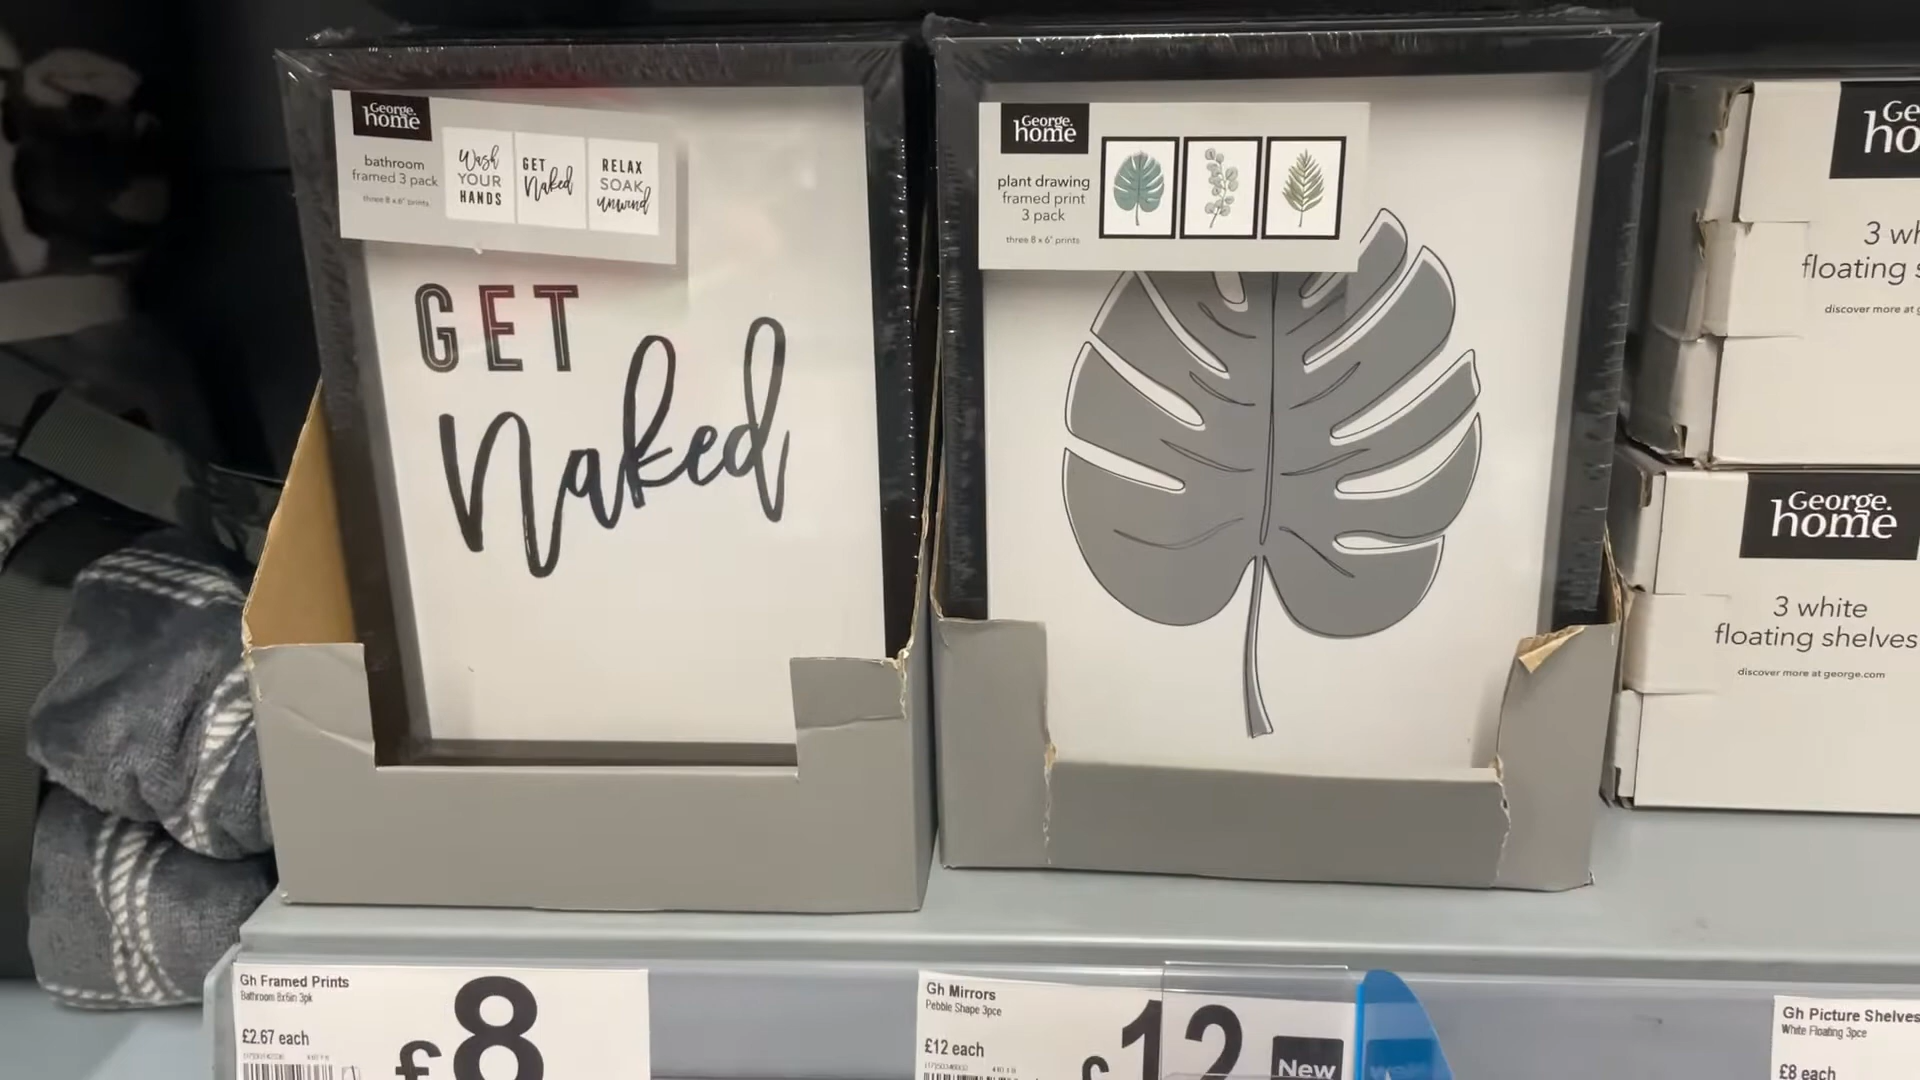 George.
home
bathroom
framed 3 pack
three 8 x 6" prints
Wash
YOUR
HANDS
GET
Naked
RELAX
SOAK
unwind
GET
Naked
George.
home
plant drawing
framed print
3 pack
three 8 x 6" prints
Ge
ho
3 wh
floating s
discover more at g
George.
home
3 white
floating shelves
discover more at george.com
Gh Framed Prints
Bathroom 8x6in 3pk
£2.67 each
£8
Gh Mirrors
Pebble Shape 3pce
£12 each
£12
New
Gh Picture Shelves
White Floating 3pce
£8 each